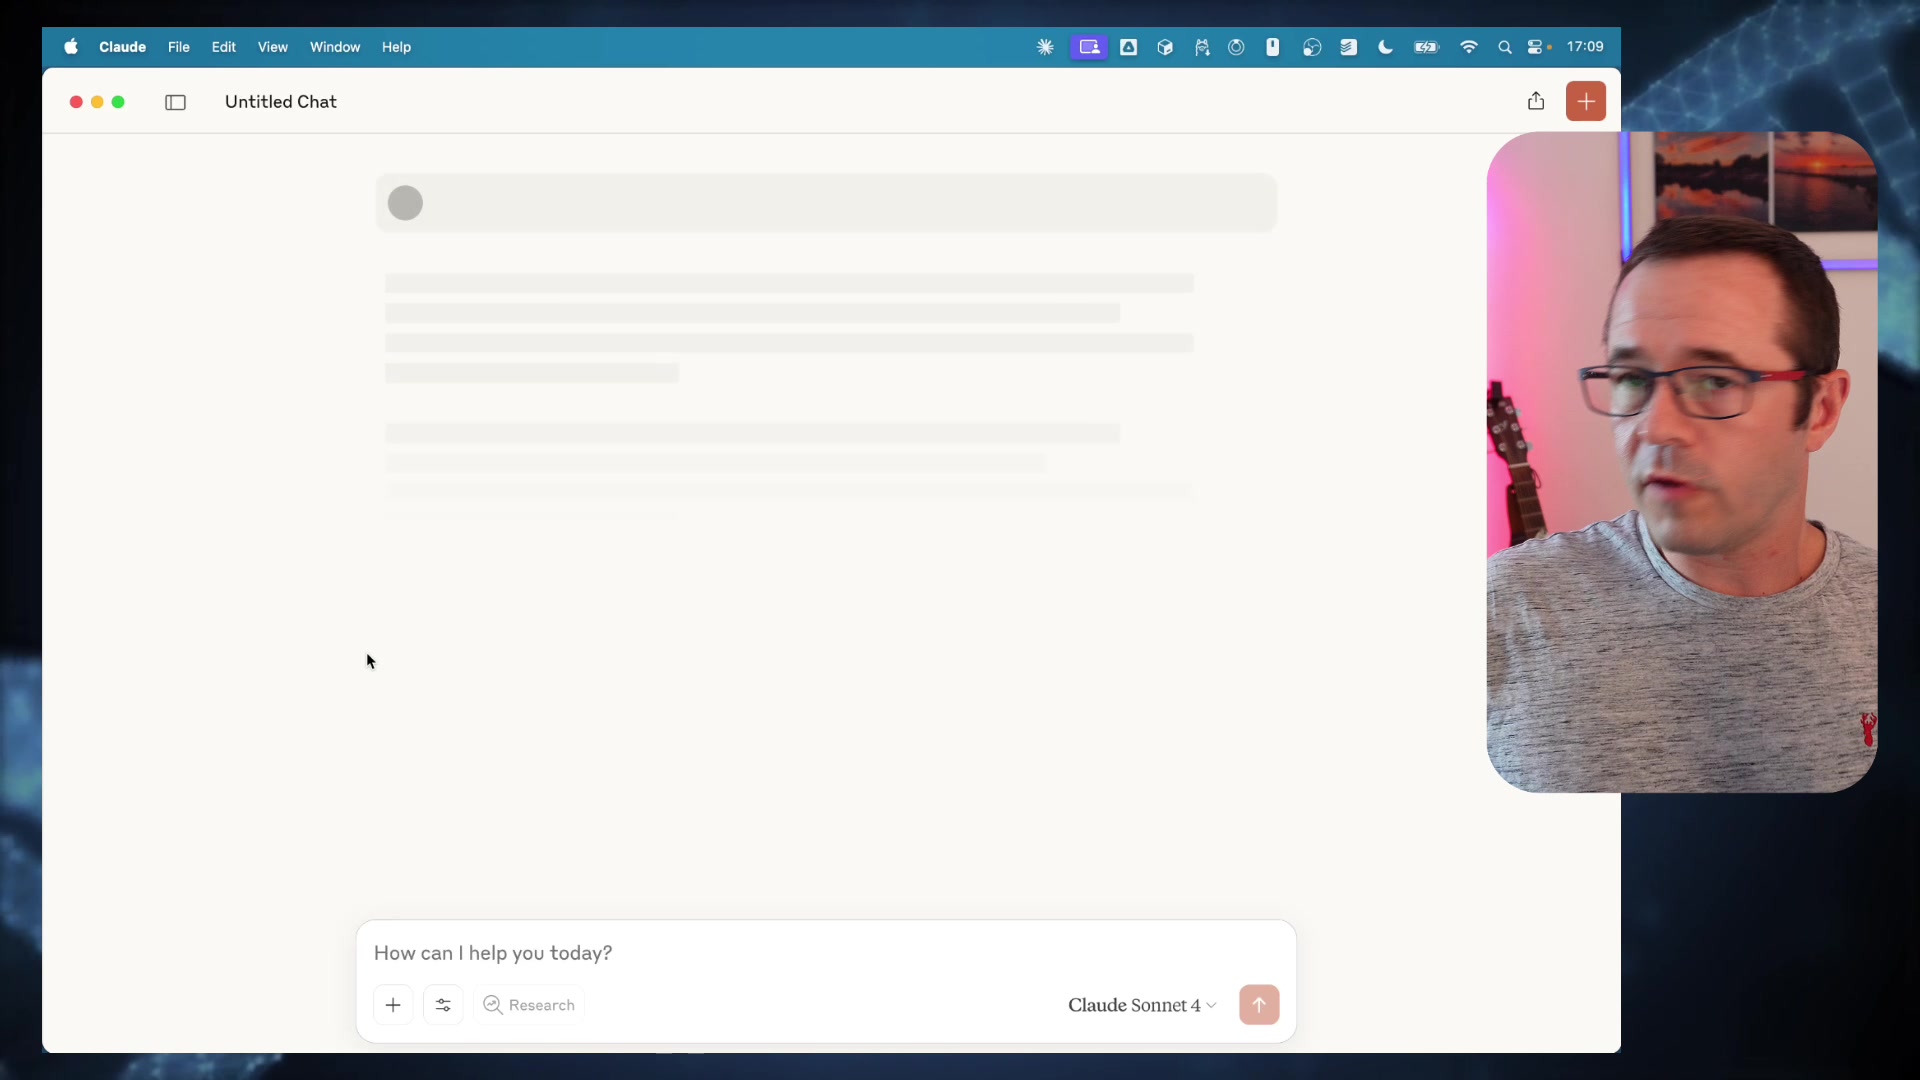 Claude File Edit View Window Help 17:09
Untitled Chat
How can I help you today?
Research Claude Sonnet 4